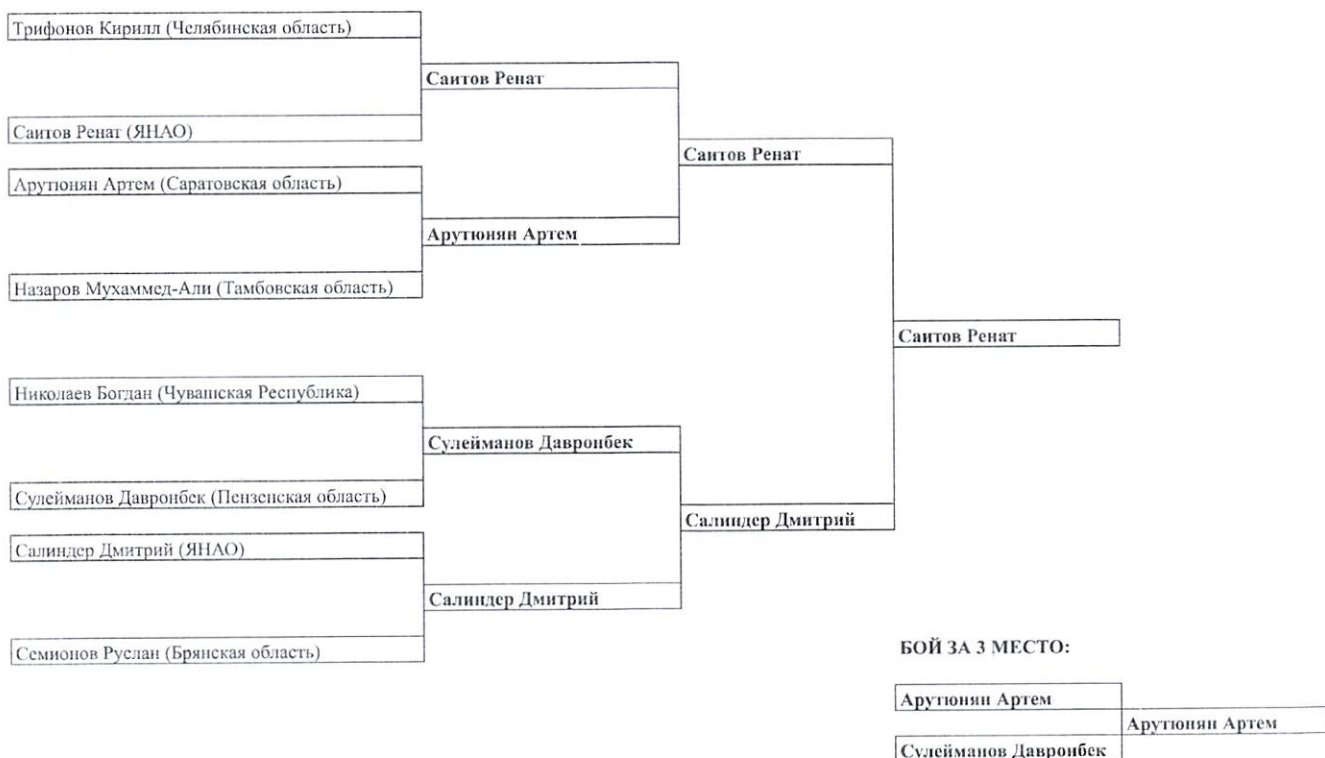 Трифонов Кирилл (Челябинская область)
Саитов Ренат
Саитов Ренат (ЯНАО)
Саитов Ренат
Арутюнян Артем (Саратовская область)
Арутюнян Артем
Назаров Мухаммед-Али (Тамбовская область)
Саитов Ренат
Николаев Богдан (Чувашская Республика)
Сулейманов Давронбек
Сулейманов Давронбек (Пензенская область)
Салиндер Дмитрий
Салиндер Дмитрий (ЯНАО)
Салиндер Дмитрий
Семионов Руслан (Брянская область)
БОЙ ЗА 3 МЕСТО:
Арутюнян Артем
Арутюнян Артем
Сулейманов Давронбек